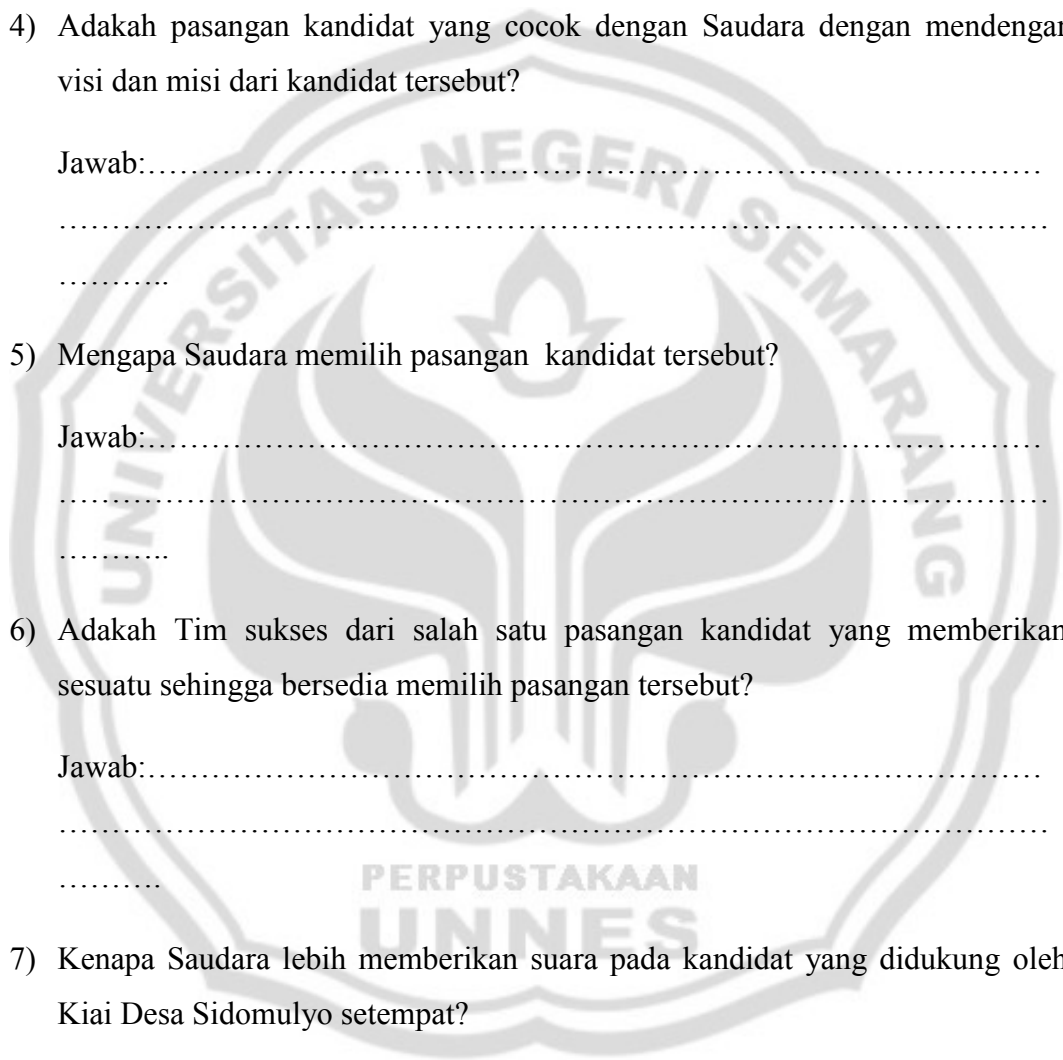 4) Adakah pasangan kandidat yang cocok dengan Saudara dengan mendengar
visi dan misi dari kandidat tersebut?
Jawab:……………………………………………………………………………………
……………………………………………………………………………………………
………..
5) Mengapa Saudara memilih pasangan kandidat tersebut?
Jawab:……………………………………………………………………………………
……………………………………………………………………………………………
………..
6) Adakah Tim sukses dari salah satu pasangan kandidat yang memberikan
sesuatu sehingga bersedia memilih pasangan tersebut?
Jawab:……………………………………………………………………………………
……………………………………………………………………………………………
……….
7) Kenapa Saudara lebih memberikan suara pada kandidat yang didukung oleh
Kiai Desa Sidomulyo setempat?
UNIVERSITAS NEGERI SEMARANG
PERPUSTAKAAN
UNNES